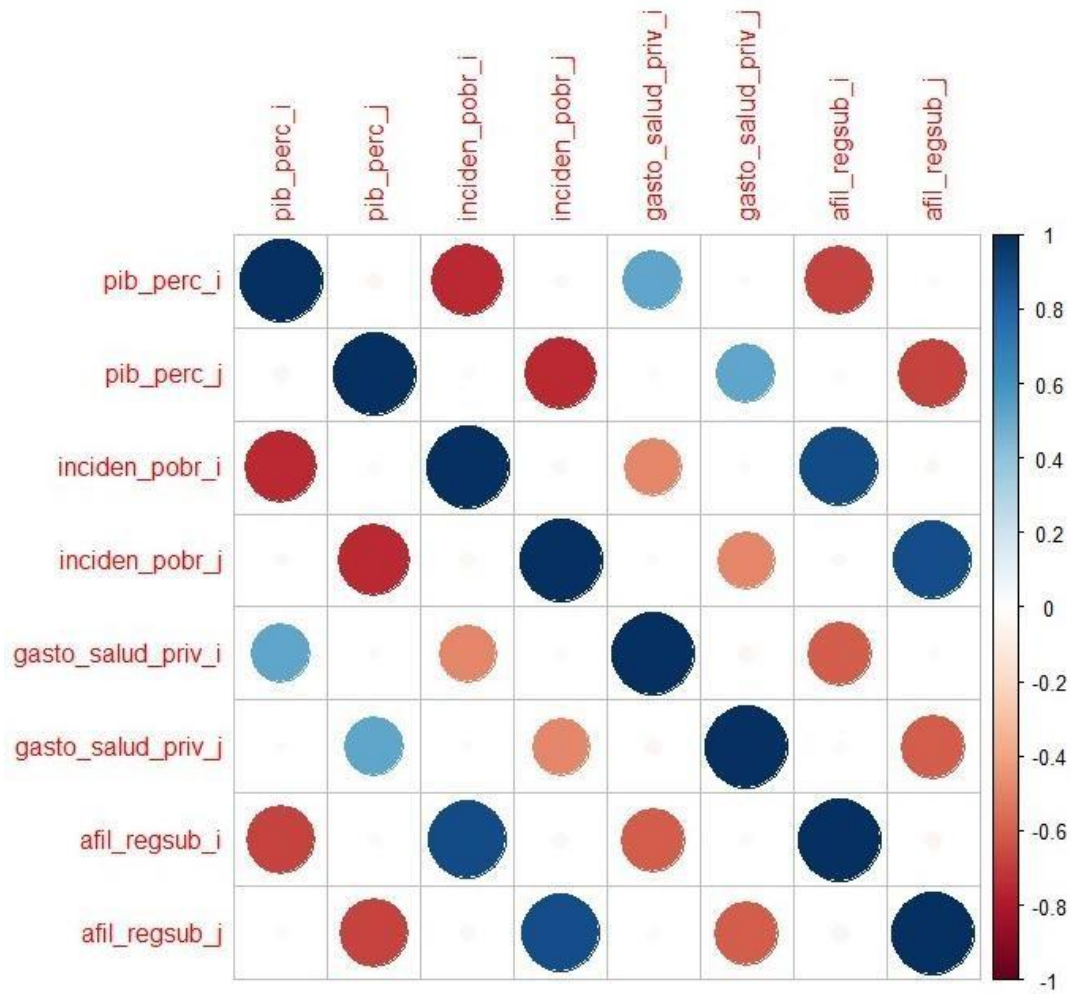 pib_perc_i
pib_perc_j
inciden_pobr_i
inciden_pobr_j
gasto_salud_priv_i
gasto_salud_priv_j
afil_regsub_i
afil_regsub_j
pib_perc_i
pib_perc_j
inciden_pobr_i
inciden_pobr_j
gasto_salud_priv_i
gasto_salud_priv_j
afil_regsub_i
afil_regsub_j
1
0.8
0.6
0.4
0.2
0
-0.2
-0.4
-0.6
-0.8
-1